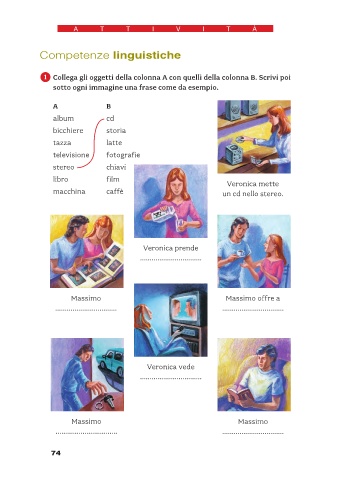 A T T I V I T À
Competenze linguistiche
1 Collega gli oggetti della colonna A con quelli della colonna B. Scrivi poi
sotto ogni immagine una frase come da esempio.
A B
album cd
bicchiere storia
tazza latte
televisione fotografie
stereo chiavi
libro film
macchina caffè
Veronica mette
un cd nello stereo.
Veronica prende
..............................
Massimo
..............................
Massimo offre a
..............................
Veronica vede
..............................
Massimo
..............................
Massimo
..............................
74